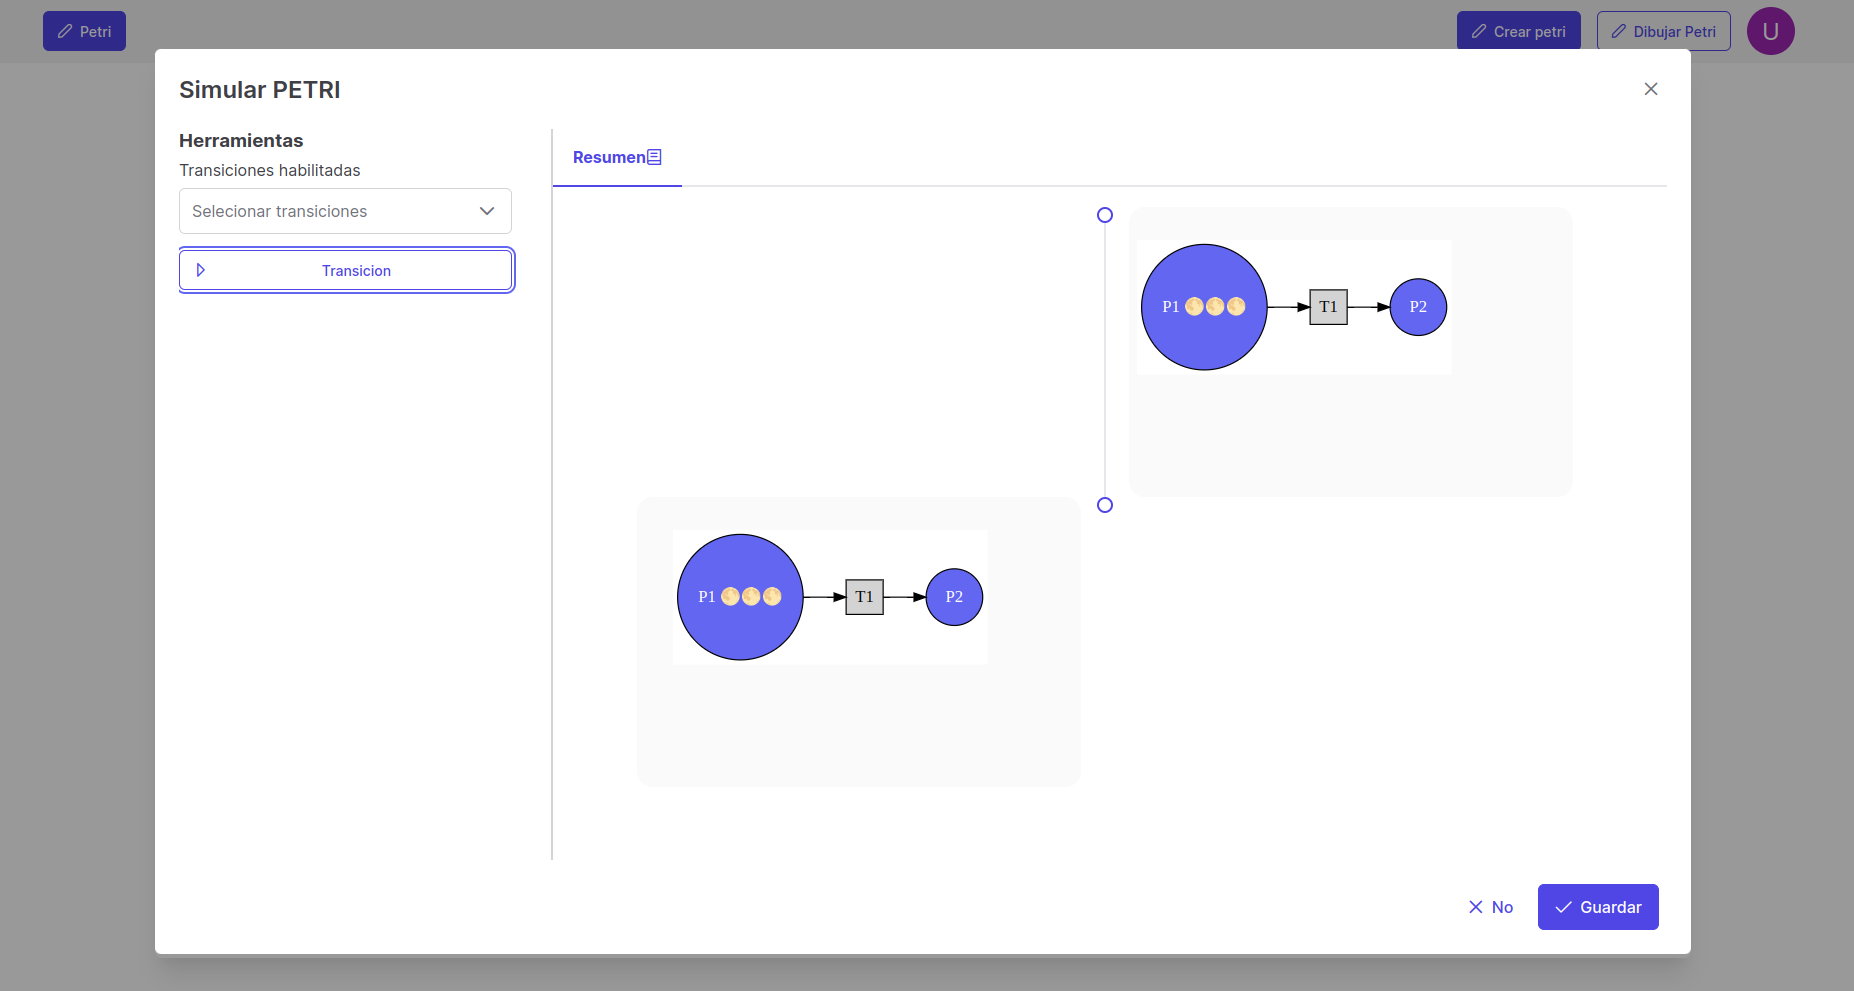 Petri
Crear petri
Dibujar Petri
U
Simular PETRI
Herramientas
Transiciones habilitadas
Selecionar transiciones
Transicion
Resumen
P1
T1
P2
P1
T1
P2
No
Guardar